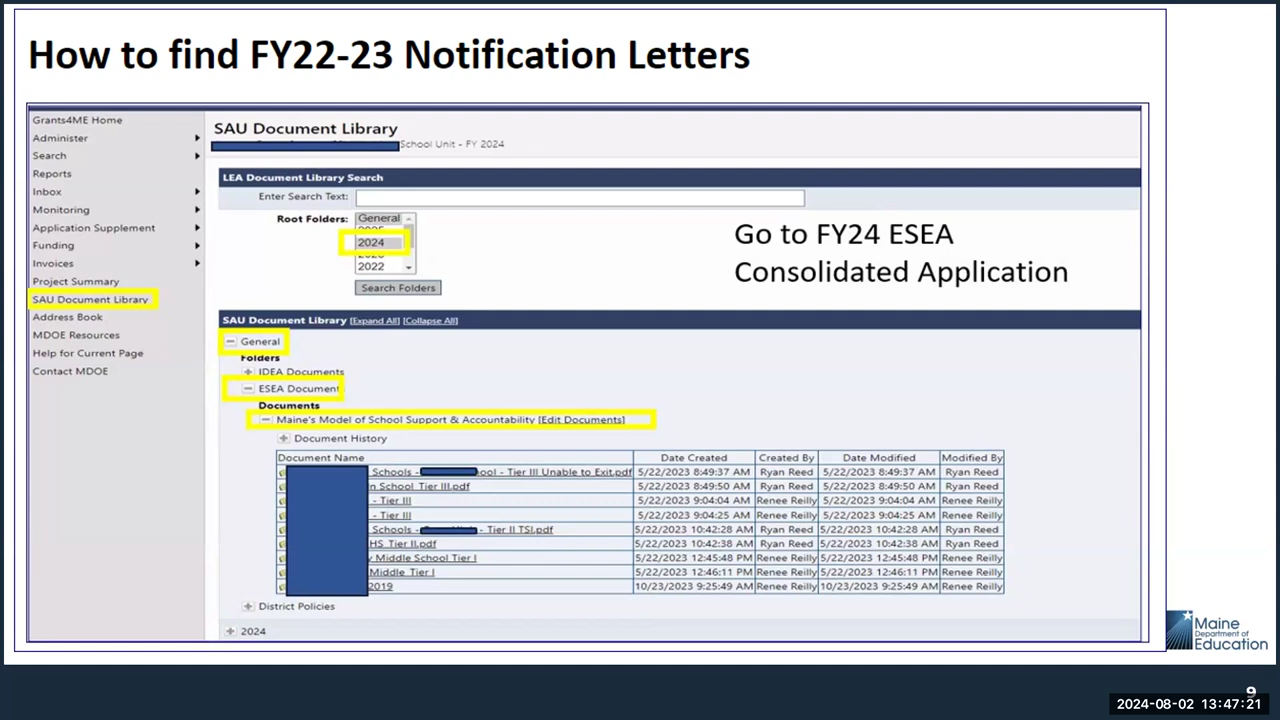 How to find FY22-23 Notification Letters
Grants4ME Home
Administer
Search
Reports
Inbox
Monitoring
Application Supplement
Funding
Invoices
Project Summary
SAU Document Library
Address Book
MDOE Resources
Help for Current Page
Contact MDOE
SAU Document Library
School Unit - FY 2024
LEA Document Library Search
Enter Search Text:
Root Folders:
General
2024
2022
Search Folders
Go to FY24 ESEA
Consolidated Application
SAU Document Library [Expand All] [Collapse All]
General
Folders
IDEA Documents
ESEA Document
Documents
Maine's Model of School Support & Accountability [Edit Documents]
Document History
Document Name Date Created Created By Date Modified Modified By
Schools - ool - Tier III Unable to Exit.pdf 5/22/2023 8:49:37 AM Ryan Reed 5/22/2023 8:49:37 AM Ryan Reed
n School Tier III.pdf 5/22/2023 8:49:50 AM Ryan Reed 5/22/2023 8:49:50 AM Ryan Reed
- Tier III 5/22/2023 9:04:04 AM Renee Reilly 5/22/2023 9:04:04 AM Renee Reilly
- Tier III 5/22/2023 9:04:25 AM Renee Reilly 5/22/2023 9:04:25 AM Renee Reilly
Schools - - Tier II TSI.pdf 5/22/2023 10:42:28 AM Ryan Reed 5/22/2023 10:42:28 AM Ryan Reed
HS Tier II.pdf 5/22/2023 10:42:38 AM Ryan Reed 5/22/2023 10:42:38 AM Ryan Reed
y Middle School Tier I 5/22/2023 12:45:48 PM Renee Reilly 5/22/2023 12:45:48 PM Renee Reilly
Middle Tier I 5/22/2023 12:46:11 PM Renee Reilly 5/22/2023 12:46:11 PM Renee Reilly
2019 10/23/2023 9:25:49 AM Renee Reilly 10/23/2023 9:25:49 AM Renee Reilly
District Policies
2024
Maine
Department of
Education
9
2024-08-02 13:47:21